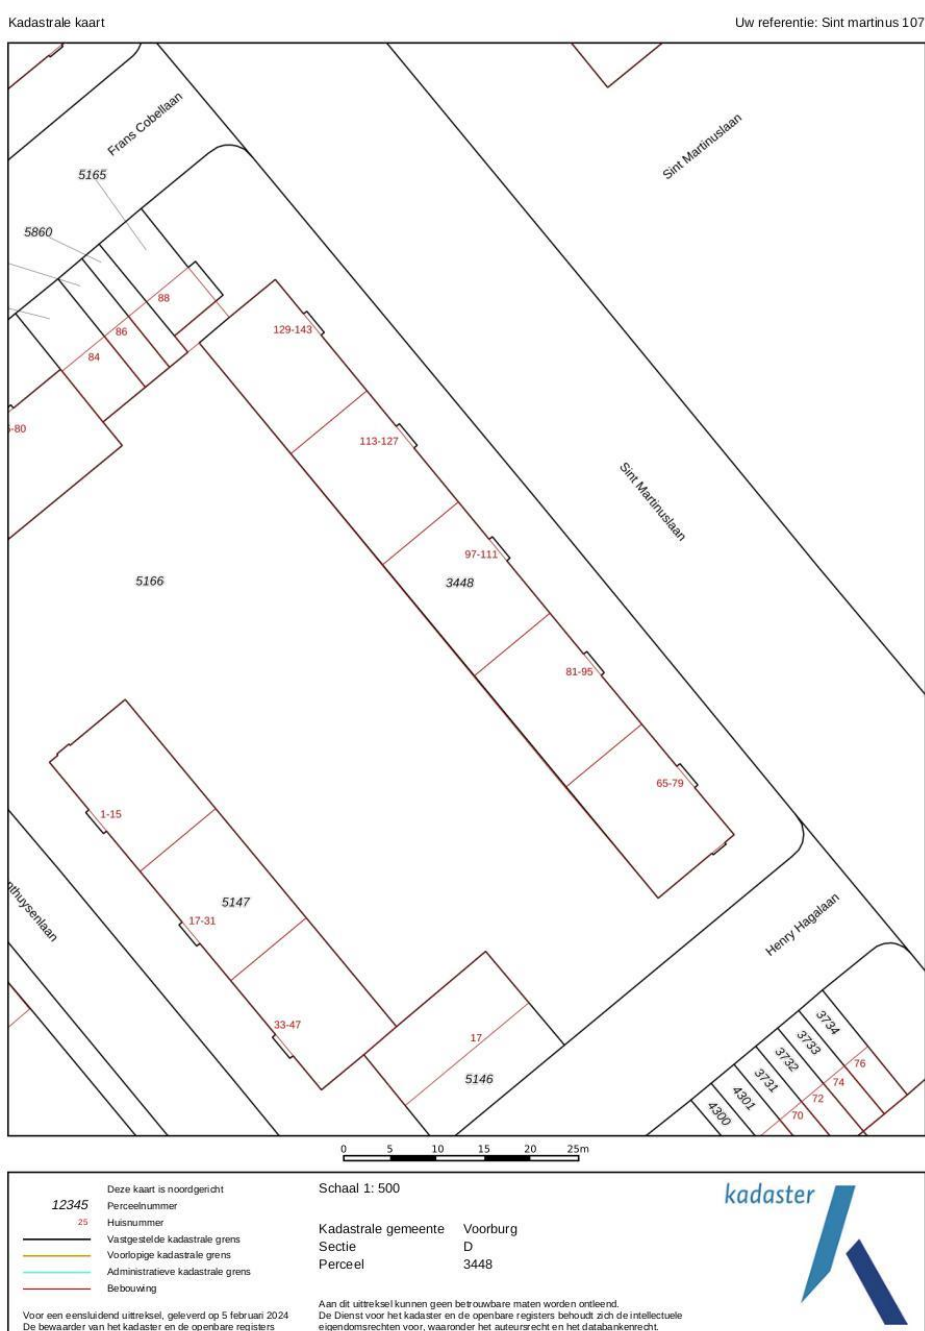 Kadastrale kaart
Uw referentie: Sint martinus 107
Frans Cobellaan
Sint Martinuslaan
5165
5860
88
86
84
129-143
-80
113-127
Sint Martinuslaan
97-111
3448
5166
81-95
65-79
1-15
5147
17-31
nthuysenlaan
33-47
Henry Hagalaan
17
5146
3734
3733
3732
3731
4301
4300
76
74
72
70
0 5 10 15 20 25m
Deze kaart is noordgericht
12345 Perceelnummer
25 Huisnummer
Vastgestelde kadastrale grens
Voorlopige kadastrale grens
Administratieve kadastrale grens
Bebouwing
Voor een eensluidend uittreksel, geleverd op 5 februari 2024
De bewaarder van het kadaster en de openbare registers
Schaal 1: 500
Kadastrale gemeente Voorburg
Sectie D
Perceel 3448
Aan dit uittreksel kunnen geen betrouwbare maten worden ontleend.
De Dienst voor het kadaster en de openbare registers behoudt zich de intellectuele
eigendomsrechten voor, waaronder het auteursrecht en het databankenrecht.
kadaster